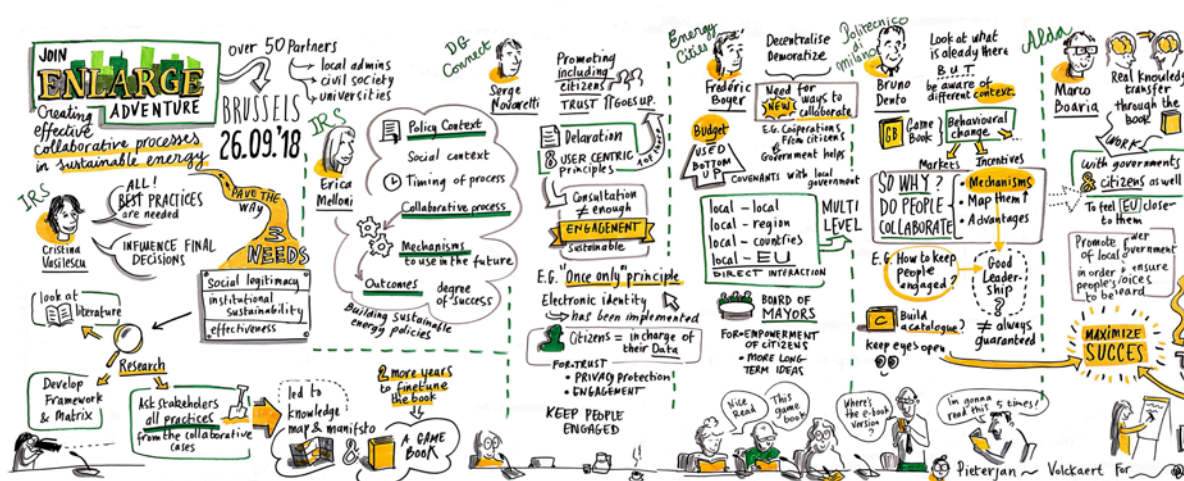 JOIN
ENLARGE
ADVENTURE
Creating
effective
collaborative processes
in sustainable energy
over 50 Partners
local admins
civil society
universities
BRUSSELS
26.09.'18
IRS
Cristina
Vasilescu
ALL!
BEST PRACTICES
are needed
INFLUENCE FINAL
DECISIONS
PAVE THE
WAY
3
NEEDS
social legitimacy
institutional
sustainability
effectiveness
look at
literature
Research
Develop
Framework
& Matrix
Ask stakeholders
all practices
from the collaborative
cases
led to
knowledge
map & manifsto
&
A GAME
BOOK
2 more years
to finetune
the book
IRS
Erica
Melloni
Policy Context
Social context
Timing of process
Collaborative process
Mechanisms
to use in the future
Outcomes
degree
of success
Building sustainable
energy policies
DG
Connect
Serge
Novaretti
Promoting
including
citizens
TRUST IT GOES UP.
Delaration
8 USER CENTRIC
principles
Consultation
≠ enough
ENGAGEMENT
sustainable
E.G. "Once only" principle
Electronic identity
has been implemented
Citizens = in charge of
their Data
FOR TRUST
• PRIVACY PROTECTION
• ENGAGEMENT
KEEP PEOPLE
ENGAGED
Energy
Cities
Frédéric
Boyer
Decentralise
Demoratize
Need for
NEW ways to
collaborate
E.G. Cooperations
From citizens
Government helps
Budget
USED
BOTTOM
UP
COVENANTS with local
government
local – local
local – region
local – countries
local – EU
DIRECT INTERACTION
MULTI
LEVEL
BOARD OF
MAYORS
FOR EMPOWERMENT
OF CITIZENS
• MORE LONG
TERM IDEAS
Nice
Read
This
game
book
Politecnico
di
Milano
Bruno
Dento
Look at what
is already there
BUT
be aware of
different context.
GB
Game
Book
Behavioural
change
Markets
Incentives
SO WHY?
DO PEOPLE
COLLABORATE
• Mechanisms
• Map them
• Advantages
E.G. How to keep
people
engaged?
Good
Leader-
ship
?
≠ always
guaranteed
C
Build
a catalogue?
keep eyes open
Where's
the e-book
version
?
I'm gonna
read this 5 times!
Alda
Marco
Boaria
Real knowledge
transfer
through the
book
WORK
with governments
& citizens as well
To feel EU closer
to them
Promote
of local government
in order ensure
people's voices
to be heard
MAXIMIZE
SUCCES
Pieterjan ~ Volckaert For